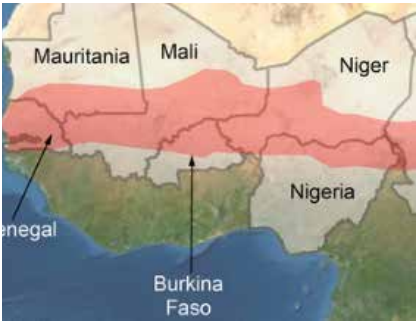 Mauritania
Mali
Niger
Nigeria
enegal
Burkina
Faso